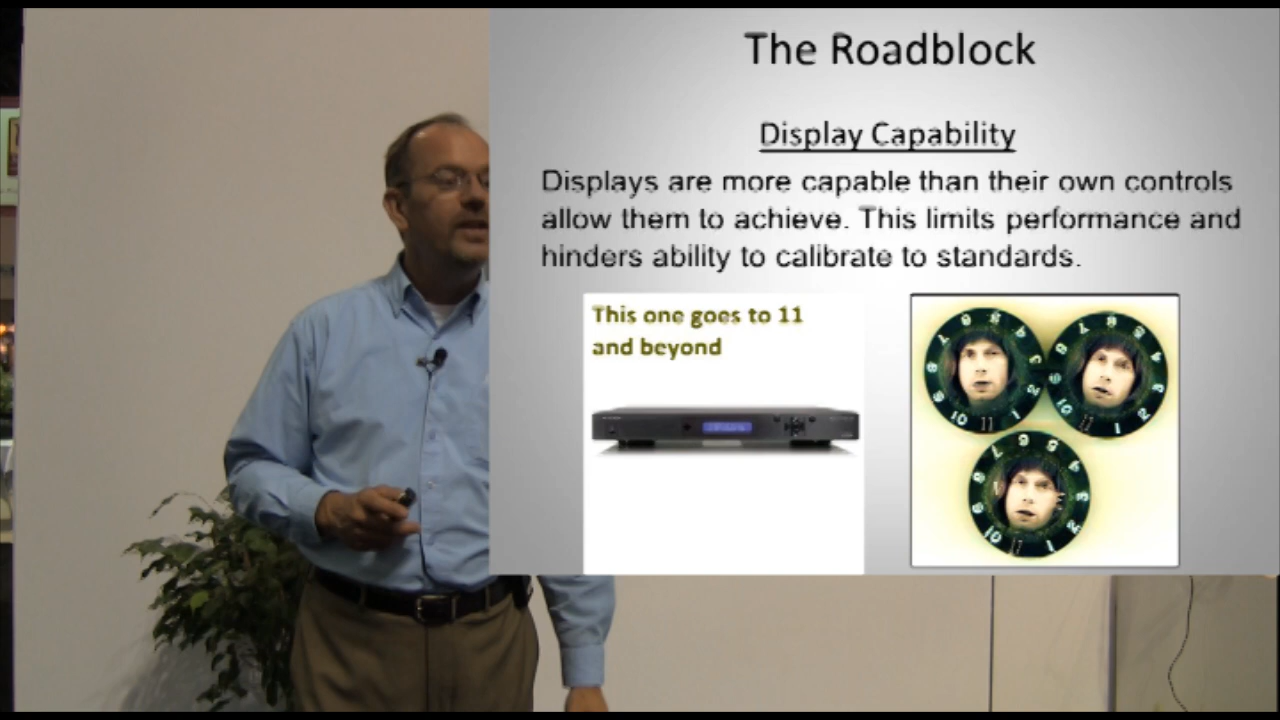 The Roadblock
Display Capability
Displays are more capable than their own controls
allow them to achieve. This limits performance and
hinders ability to calibrate to standards.
This one goes to 11
and beyond